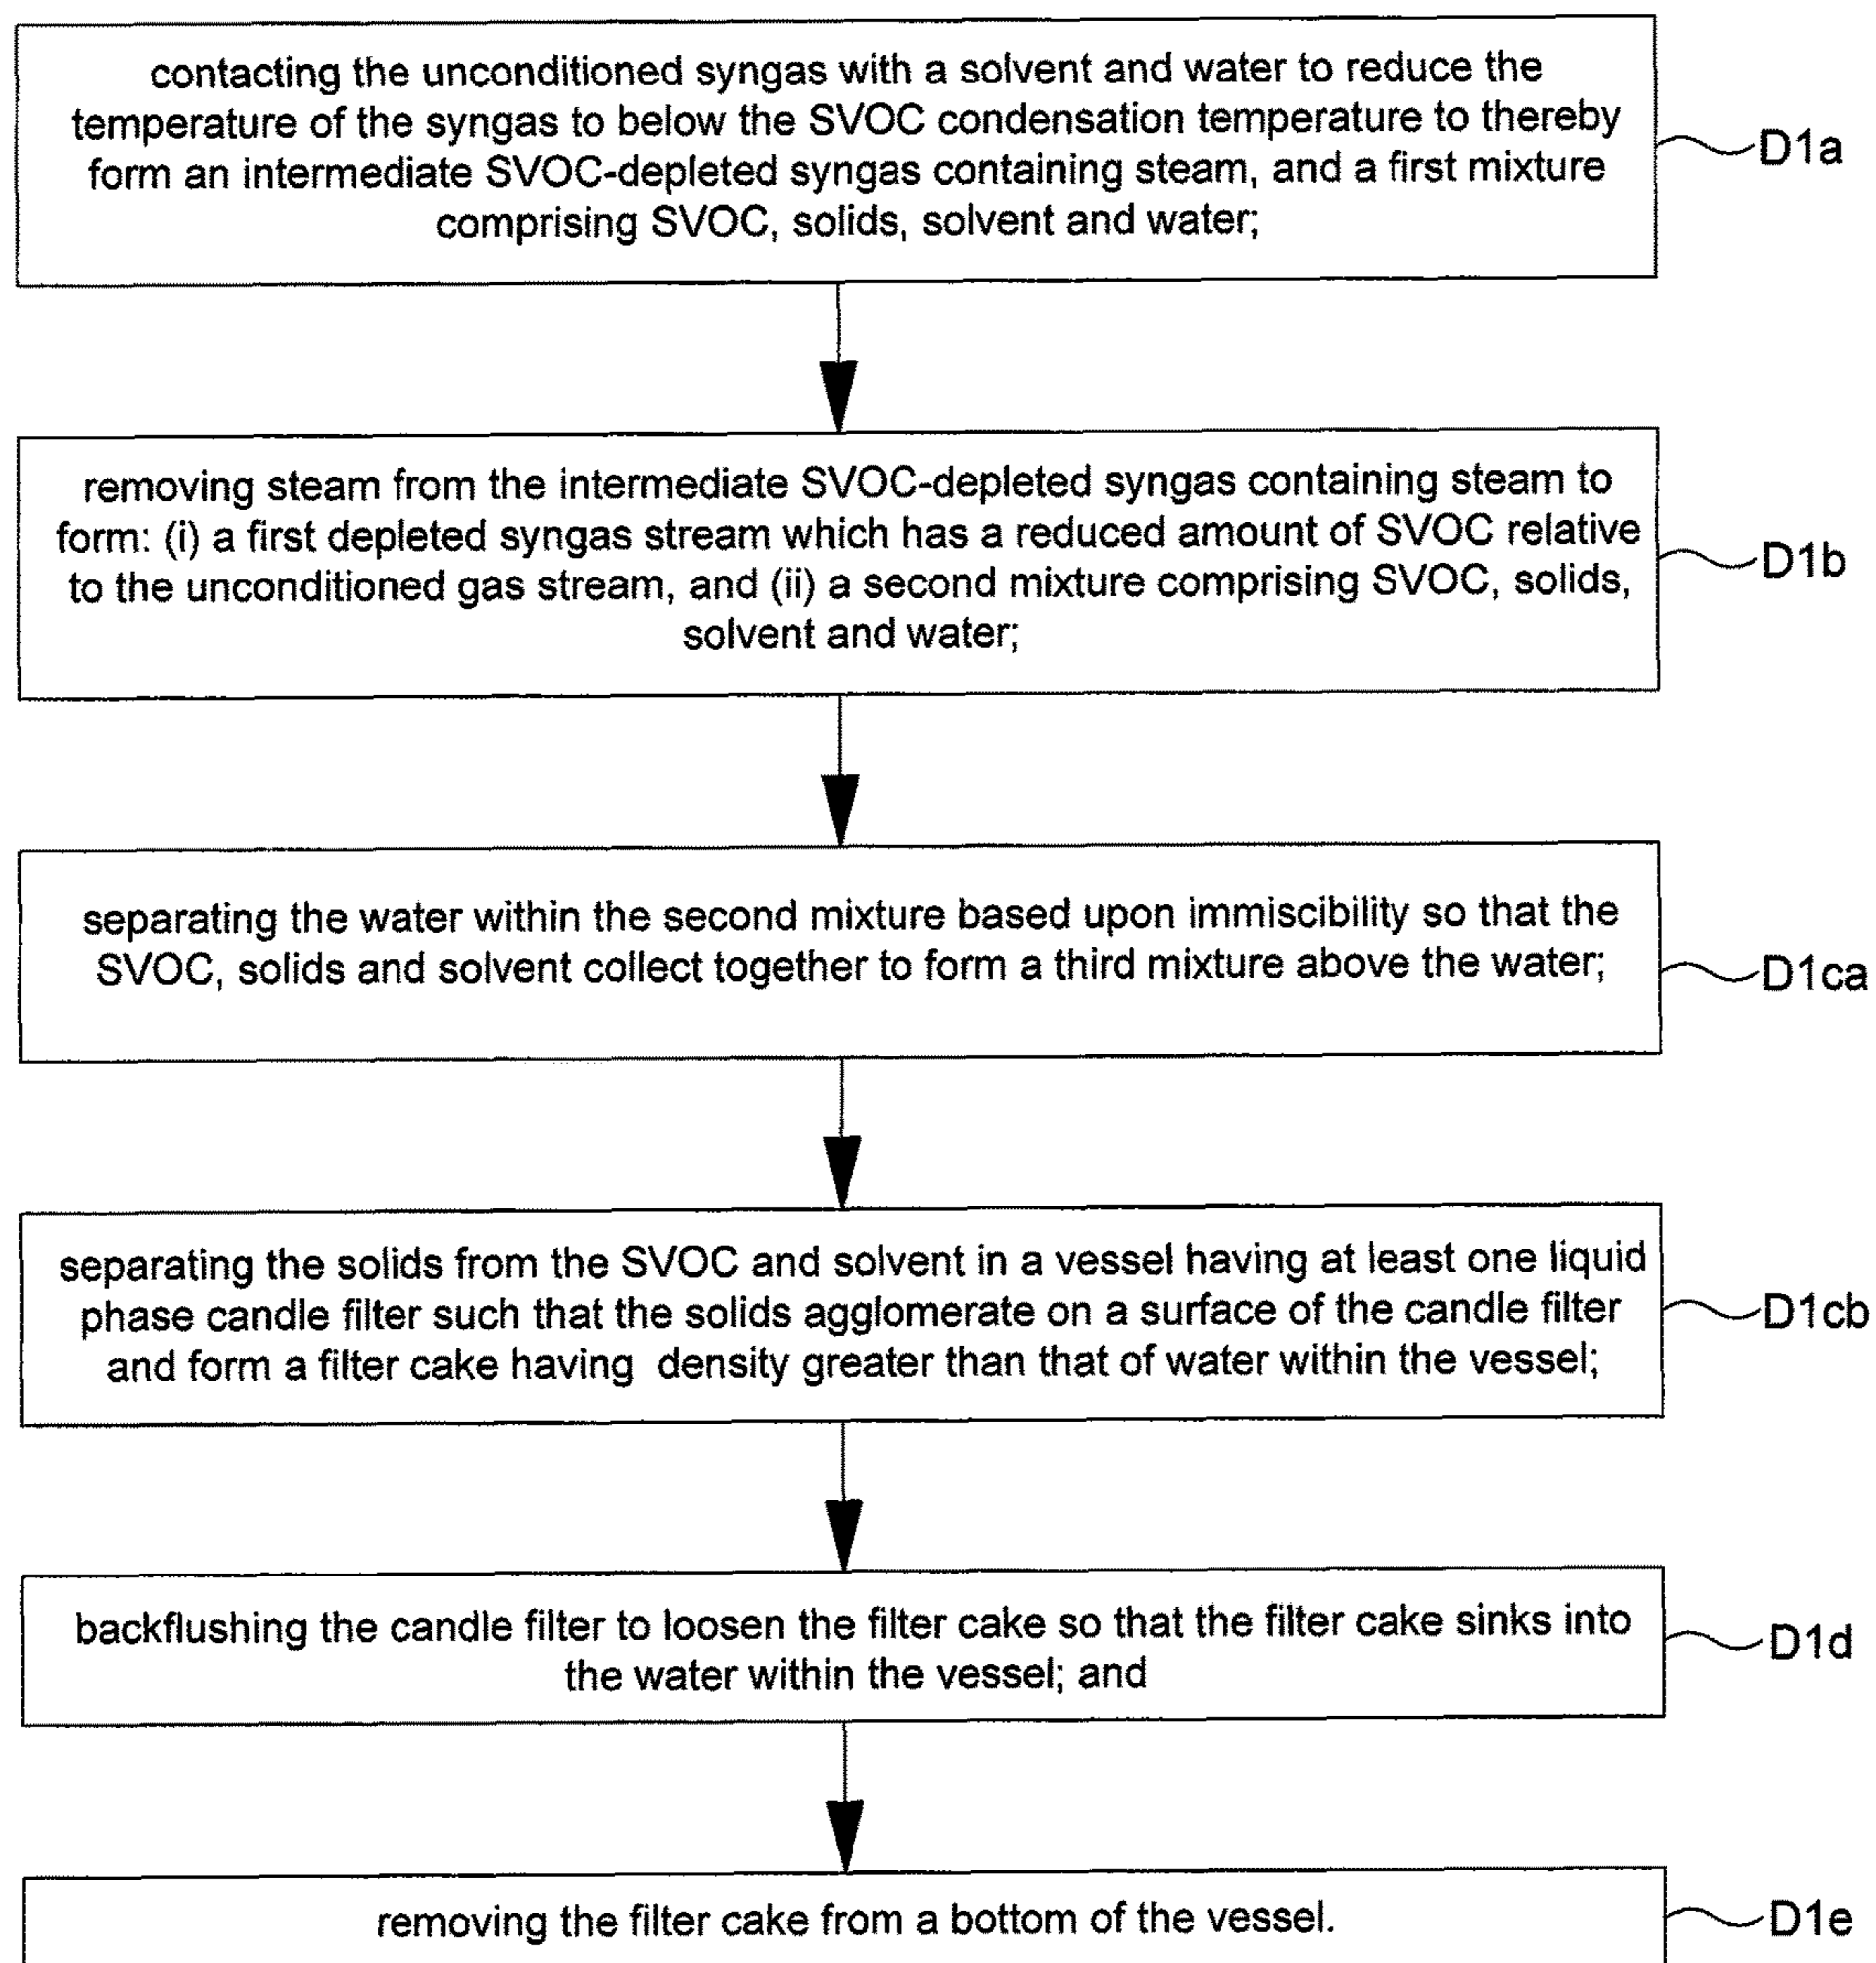 contacting the unconditioned syngas with a solvent and water to reduce the
temperature of the syngas to below the SVOC condensation temperature to thereby
form an intermediate SVOC-depleted syngas containing steam, and a first mixture
comprising SVOC, solids, solvent and water;
D1a
removing steam from the intermediate SVOC-depleted syngas containing steam to
form: (i) a first depleted syngas stream which has a reduced amount of SVOC relative
to the unconditioned gas stream, and (ii) a second mixture comprising SVOC, solids,
solvent and water;
D1b
separating the water within the second mixture based upon immiscibility so that the
SVOC, solids and solvent collect together to form a third mixture above the water;
D1ca
separating the solids from the SVOC and solvent in a vessel having at least one liquid
phase candle filter such that the solids agglomerate on a surface of the candle filter
and form a filter cake having density greater than that of water within the vessel;
D1cb
backflushing the candle filter to loosen the filter cake so that the filter cake sinks into
the water within the vessel; and
D1d
removing the filter cake from a bottom of the vessel.
D1e